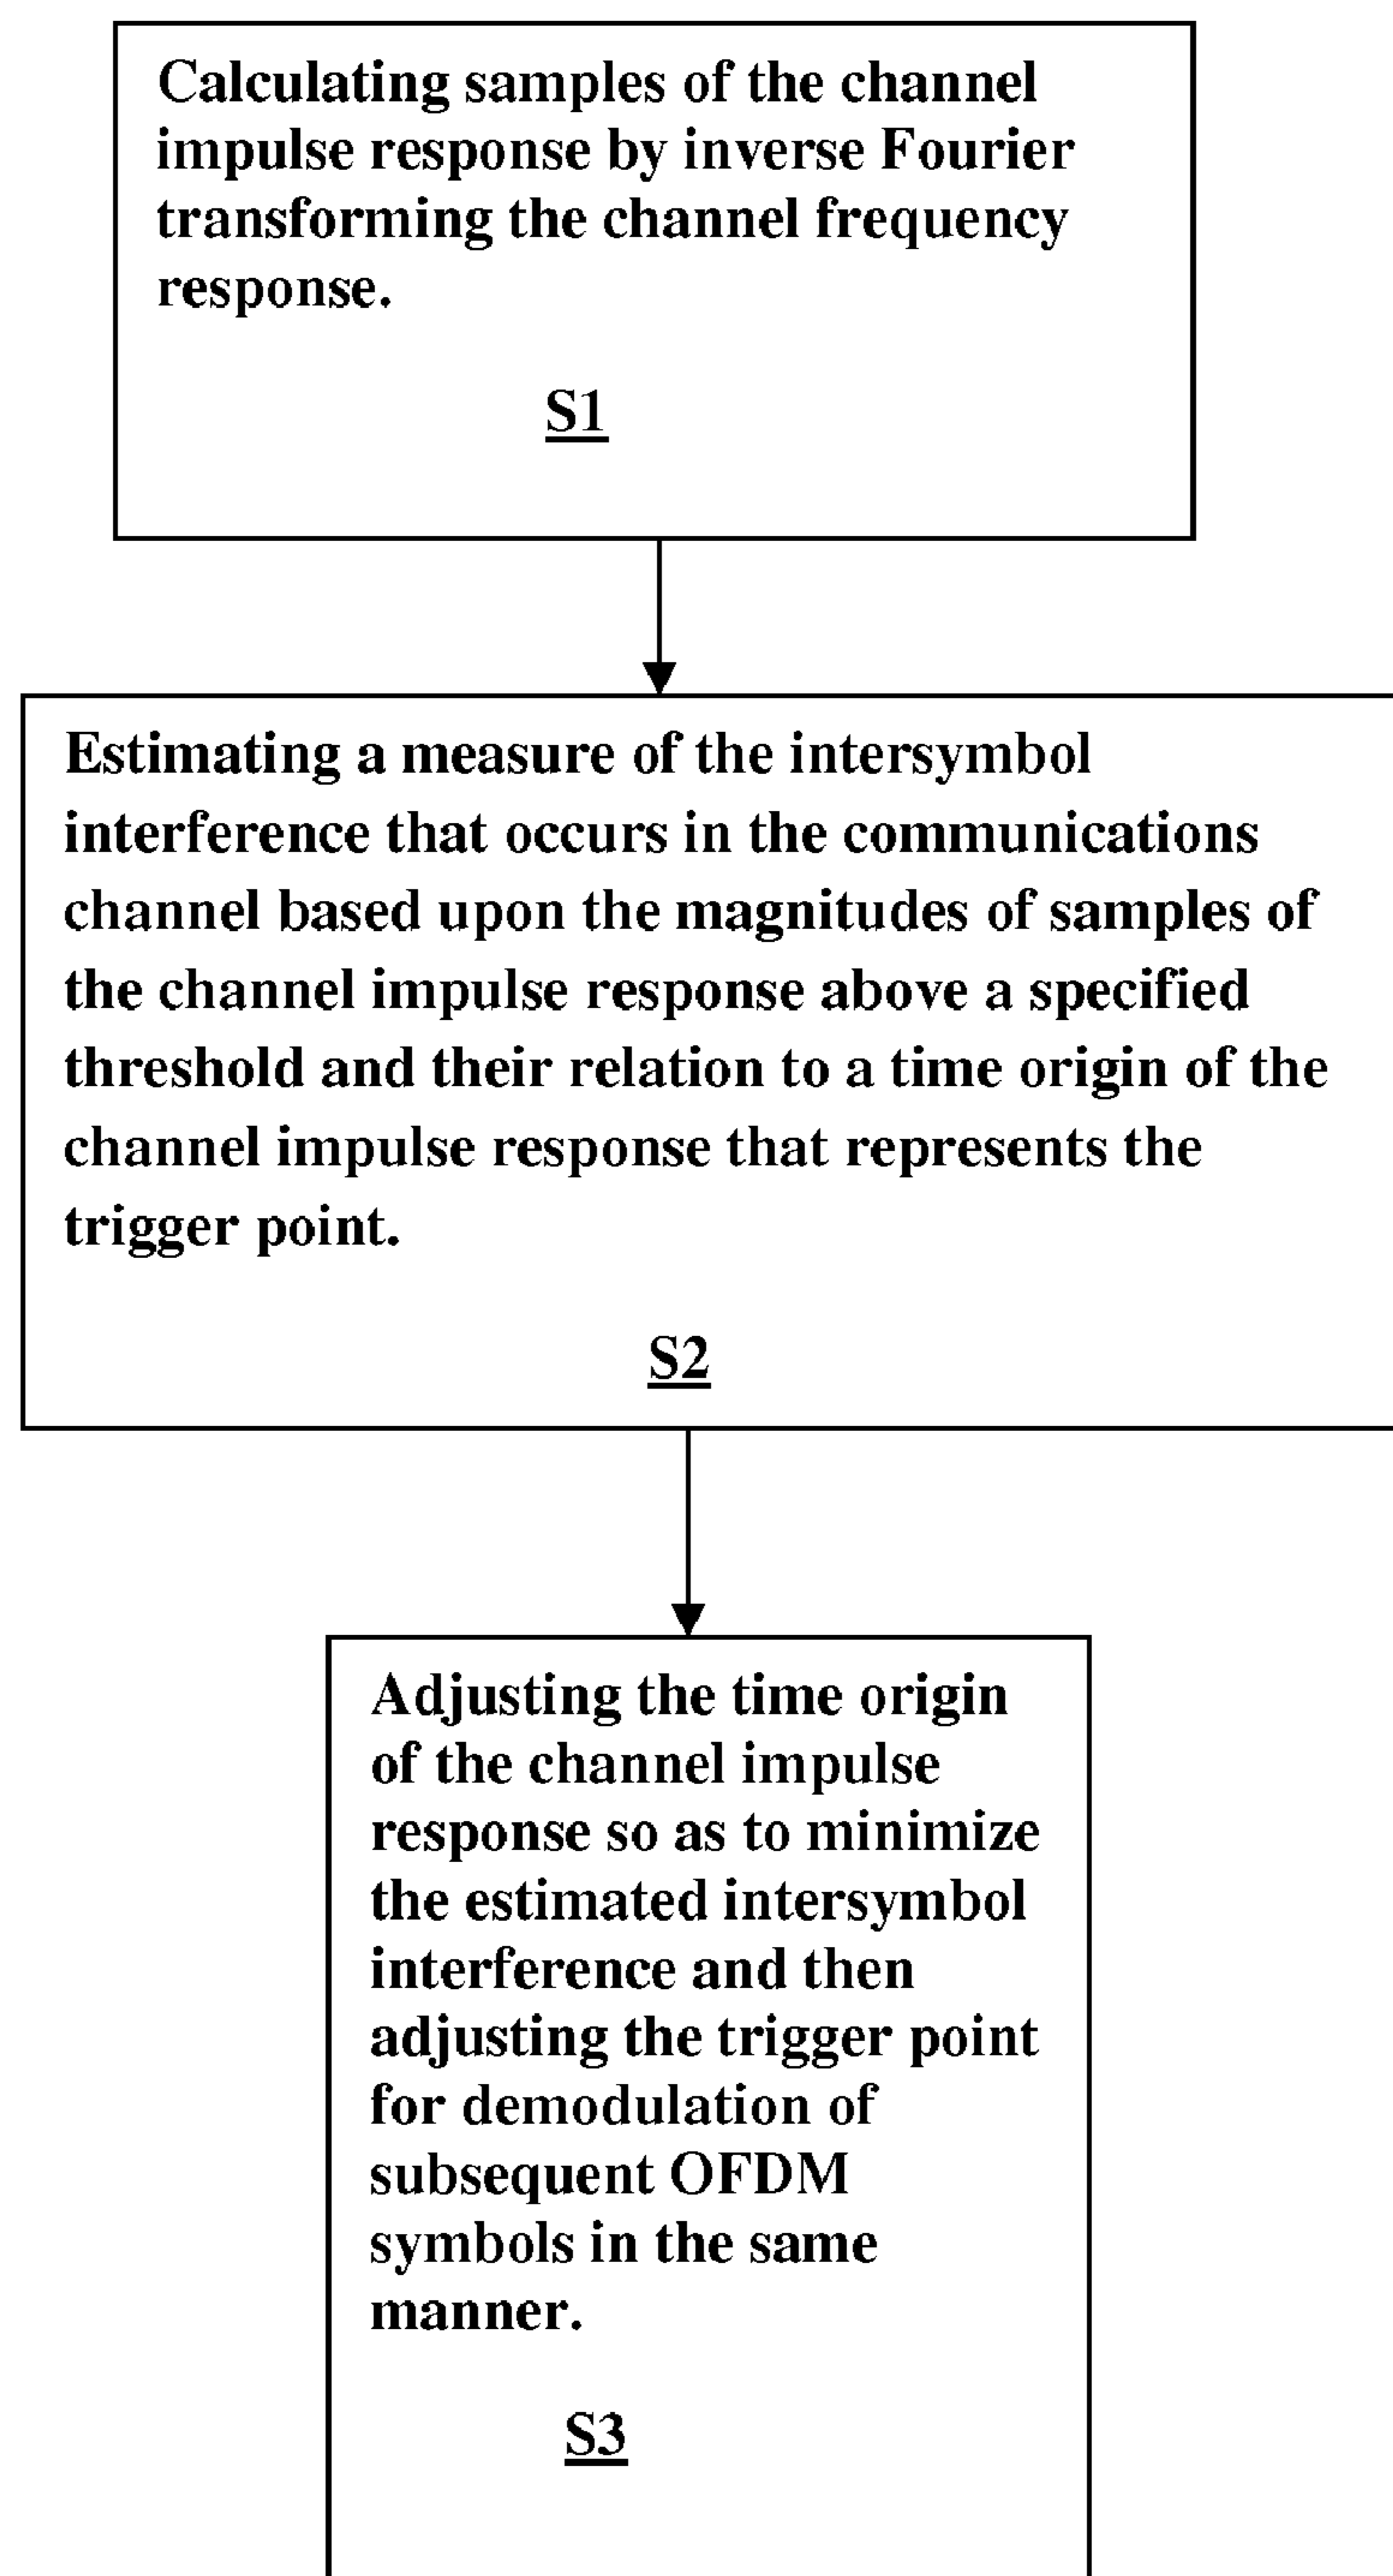 Calculating samples of the channel
impulse response by inverse Fourier
transforming the channel frequency
response.
S1
Estimating a measure of the intersymbol
interference that occurs in the communications
channel based upon the magnitudes of samples of
the channel impulse response above a specified
threshold and their relation to a time origin of the
channel impulse response that represents the
trigger point.
S2
Adjusting the time origin
of the channel impulse
response so as to minimize
the estimated intersymbol
interference and then
adjusting the trigger point
for demodulation of
subsequent OFDM
symbols in the same
manner.
S3